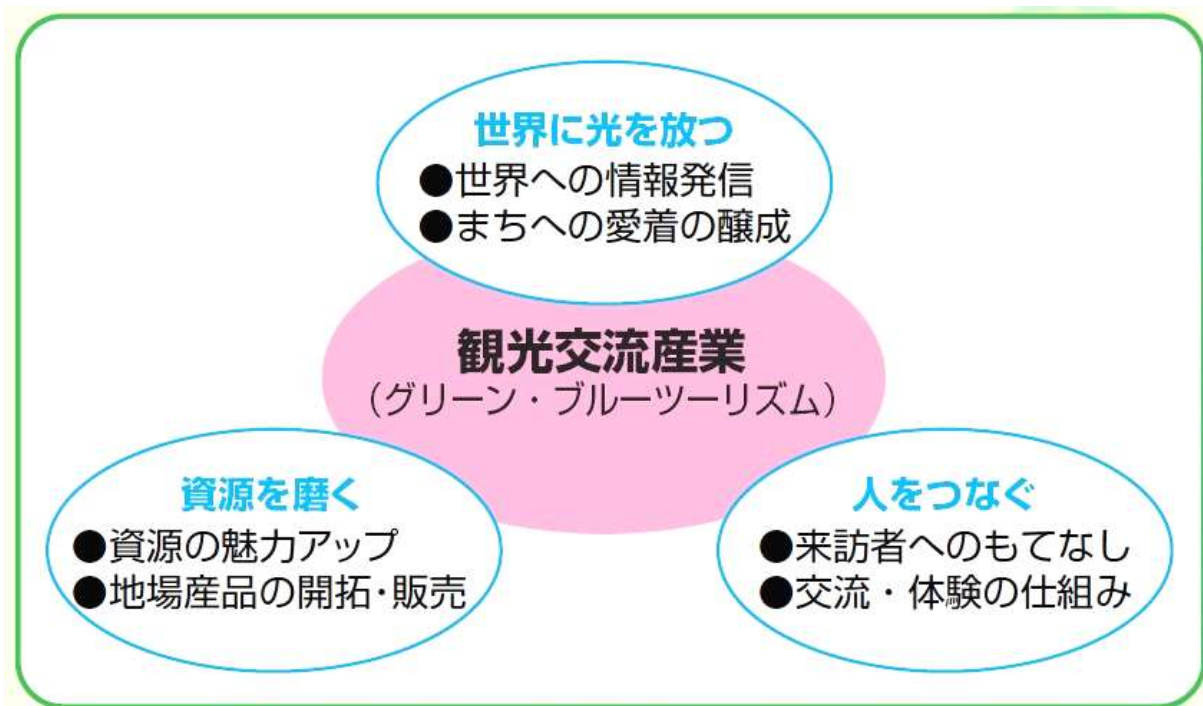 世界に光を放つ
●世界への情報発信
●まちへの愛着の醸成
観光交流産業
（グリーン・ブルーツーリズム）
資源を磨く
●資源の魅力アップ
●地場産品の開拓・販売
人をつなぐ
●来訪者へのもてなし
●交流・体験の仕組み